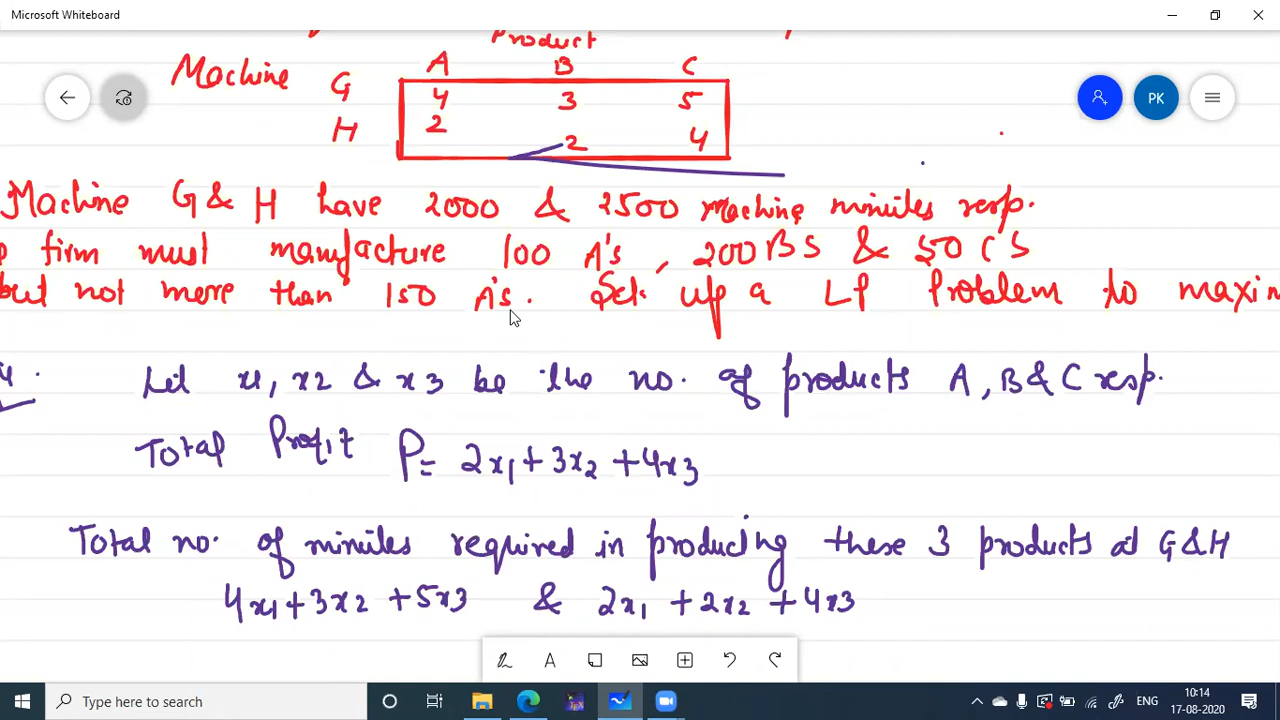 Microsoft Whiteboard
Product
Machine A B C
G 4 3 5
H 2 2 4
PK
Machine G & H have 2000 & 2500 machine minutes resp.
firm must manufacture 100 A's, 200 BS & 50 CS
but not more than 150 A's. Set up a LP Problem to maxim
Let x1, x2 & x3 be the no. of products A, B & C resp.
Total Profit P = 2x1 + 3x2 + 4x3
Total no. of minutes required in producing these 3 products at G&H
4x1 + 3x2 + 5x3 & 2x1 + 2x2 + 4x3
Type here to search
ENG
10:14
17-08-2020